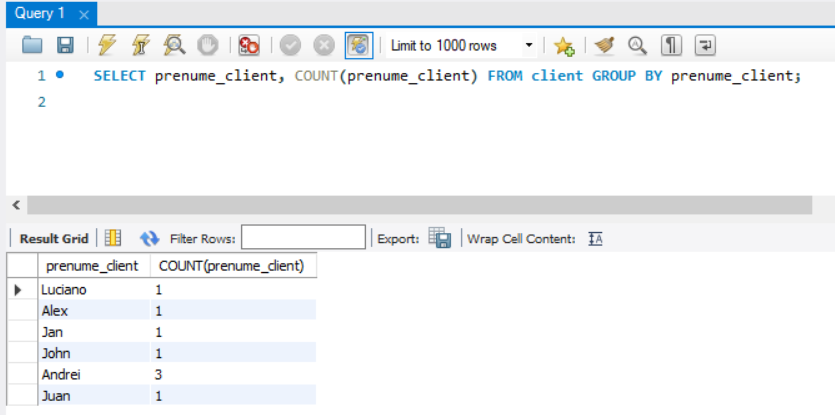 Query 1
Limit to 1000 rows
1 SELECT prenume_client, COUNT(prenume_client) FROM client GROUP BY prenume_client;
2
Result Grid Filter Rows: Export: Wrap Cell Content: IA
prenume_client COUNT(prenume_client)
Luciano 1
Alex 1
Jan 1
John 1
Andrei 3
Juan 1